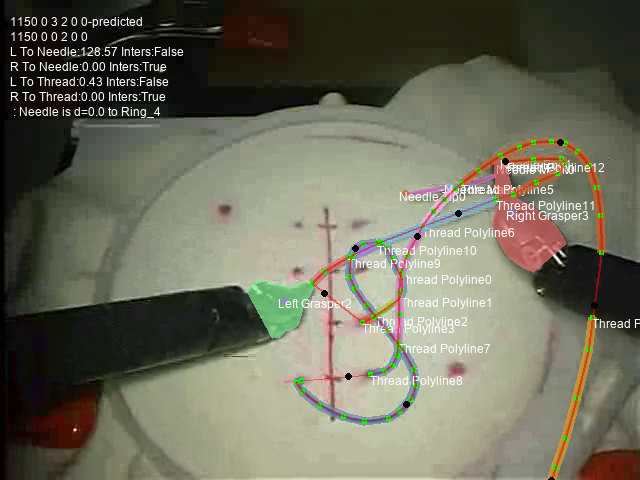 1150 0 3 2 0 0-predicted
1150 0 0 2 0 0
L To Needle:128.57 Inters:False
R To Needle:0.00 Inters:True
L To Thread:0.43 Inters:False
R To Thread:0.00 Inters:True
: Needle is d=0.0 to Ring_4
Polyline12
Needle Tip0
Thread Polyline5
Thread Polyline11
Right Grasper3
Thread Polyline6
Thread Polyline10
Thread Polyline9
Thread Polyline0
Left Grasper2
Thread Polyline1
Thread Polyline2
Thread Polyline3
Thread P
Thread Polyline7
Thread Polyline8